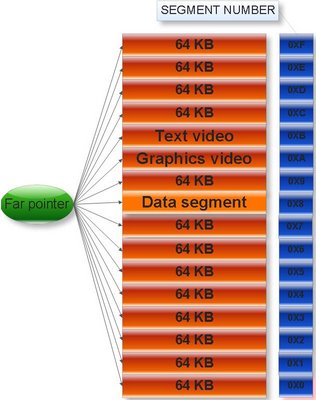 SEGMENT NUMBER
64 KB 0XF
64 KB 0XE
64 KB 0XD
64 KB 0XC
Text video 0XB
Graphics video 0XA
64 KB 0X9
Far pointer Data segment 0X8
64 KB 0X7
64 KB 0X6
64 KB 0X5
64 KB 0X4
64 KB 0X3
64 KB 0X2
64 KB 0X1
64 KB 0X0